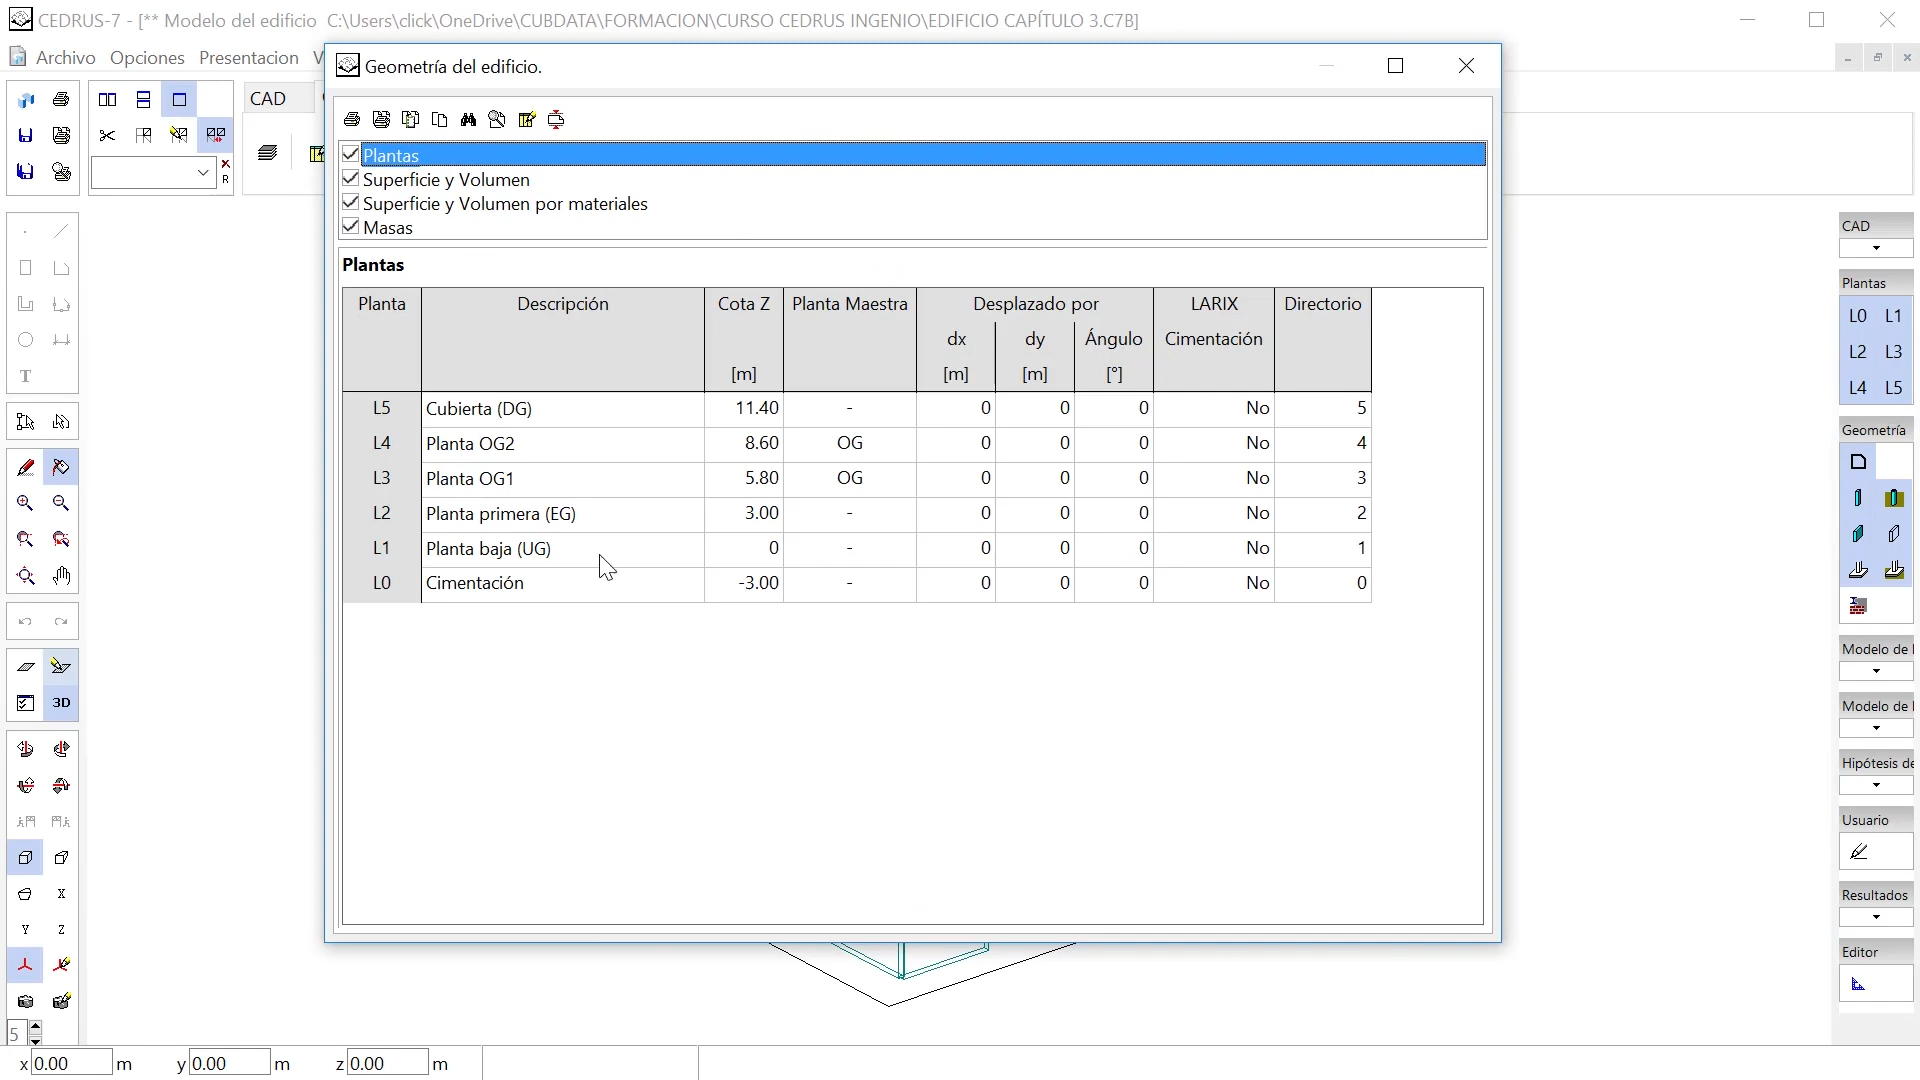 CEDRUS-7 - [** Modelo del edificio C:\Users\click\OneDrive\CUBDATA\FORMACION\CURSO CEDRUS INGENIO\EDIFICIO CAPÍTULO 3.C7B]
Archivo Opciones Presentacion V
Geometría del edificio.
CAD
R
Plantas
Superficie y Volumen
Superficie y Volumen por materiales
Masas
Plantas
Planta Descripción Cota Z Planta Maestra Desplazado por LARIX Directorio
dx dy Ángulo Cimentación
[m] [m] [m] [°]
L5 Cubierta (DG) 11.40 - 0 0 0 No 5
L4 Planta OG2 8.60 OG 0 0 0 No 4
L3 Planta OG1 5.80 OG 0 0 0 No 3
L2 Planta primera (EG) 3.00 - 0 0 0 No 2
L1 Planta baja (UG) 0 - 0 0 0 No 1
L0 Cimentación -3.00 - 0 0 0 No 0
T
3D
X
Y Z
5
CAD
Plantas
L0 L1
L2 L3
L4 L5
Geometría
Modelo de
Modelo de
Hipótesis de
Usuario
Resultados
Editor
x 0.00 m y 0.00 m z 0.00 m